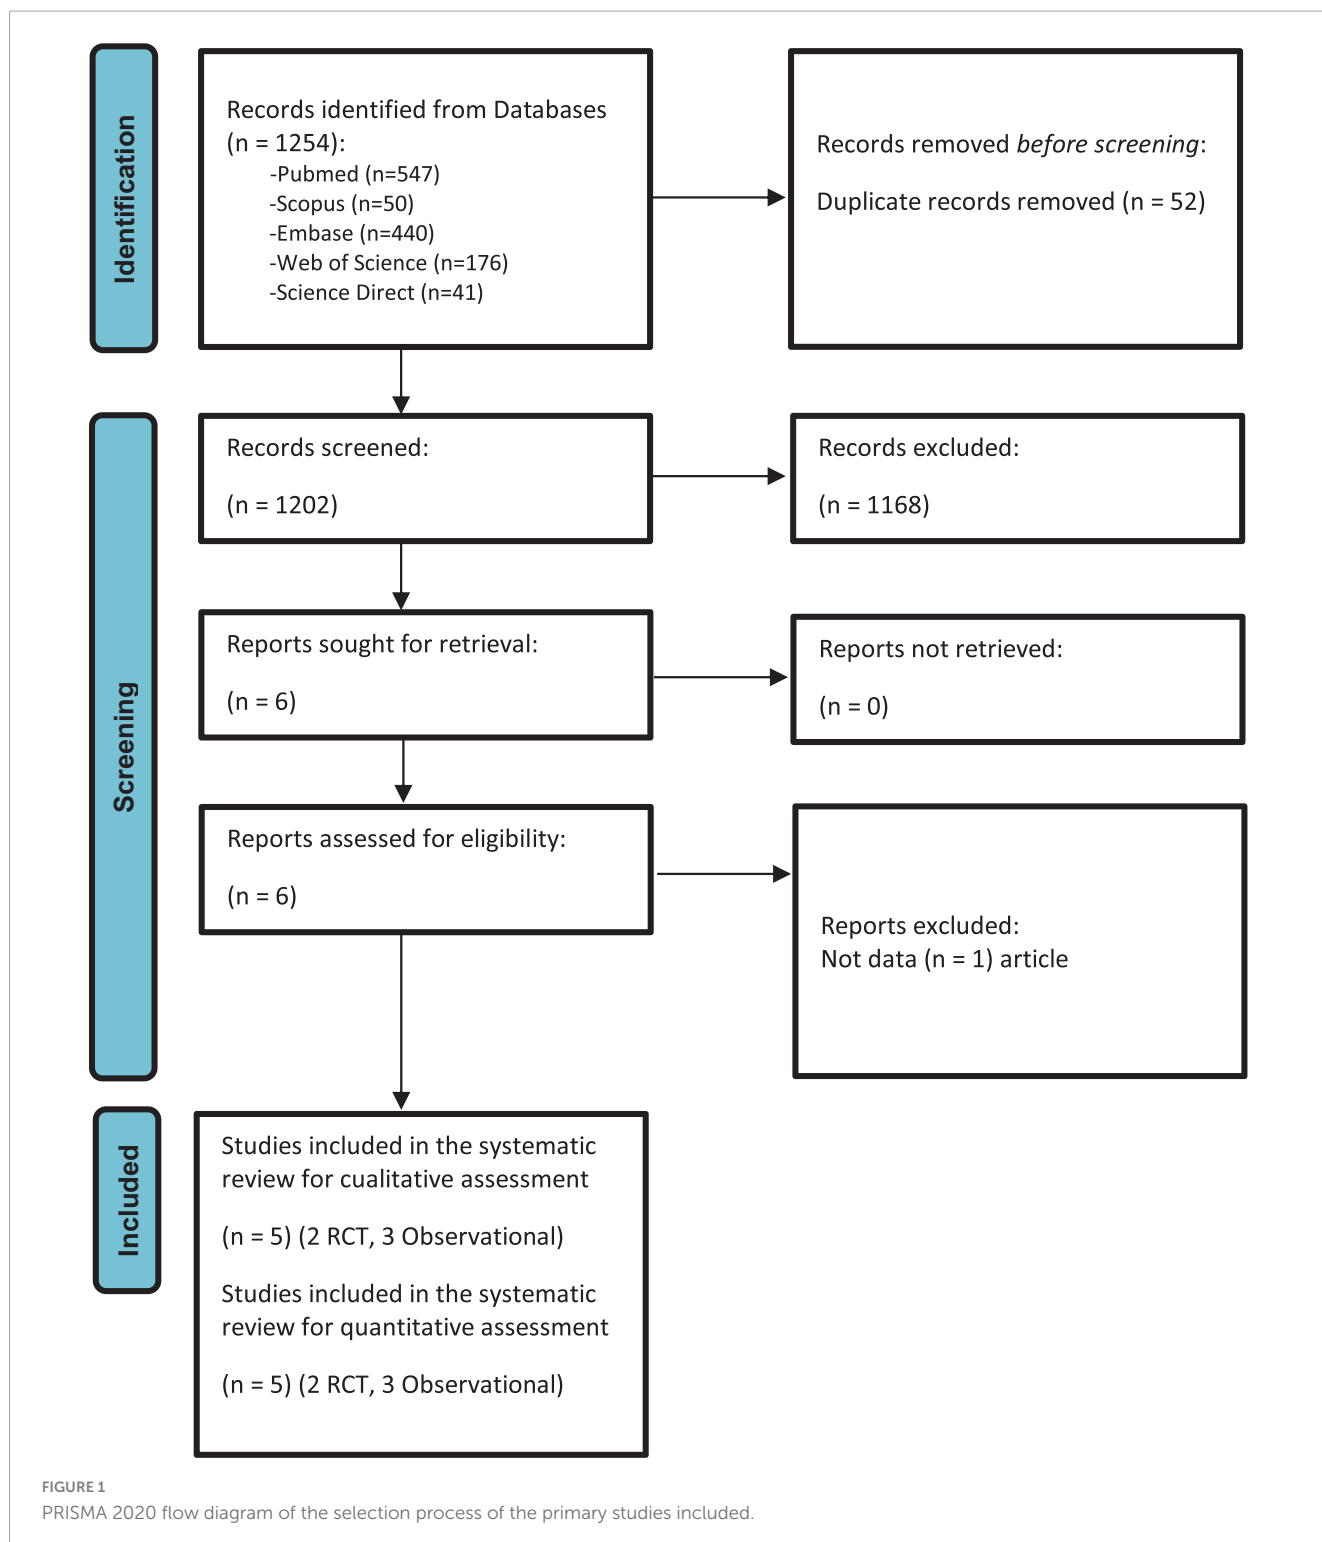 Identification
Records identified from Databases
(n = 1254):
-Pubmed (n=547)
-Scopus (n=50)
-Embase (n=440)
-Web of Science (n=176)
-Science Direct (n=41)
Records removed before screening:
Duplicate records removed (n = 52)
Screening
Records screened:
(n = 1202)
Records excluded:
(n = 1168)
Reports sought for retrieval:
(n = 6)
Reports not retrieved:
(n = 0)
Reports assessed for eligibility:
(n = 6)
Reports excluded:
Not data (n = 1) article
Included
Studies included in the systematic
review for cualitative assessment
(n = 5) (2 RCT, 3 Observational)
Studies included in the systematic
review for quantitative assessment
(n = 5) (2 RCT, 3 Observational)
FIGURE 1
PRISMA 2020 flow diagram of the selection process of the primary studies included.